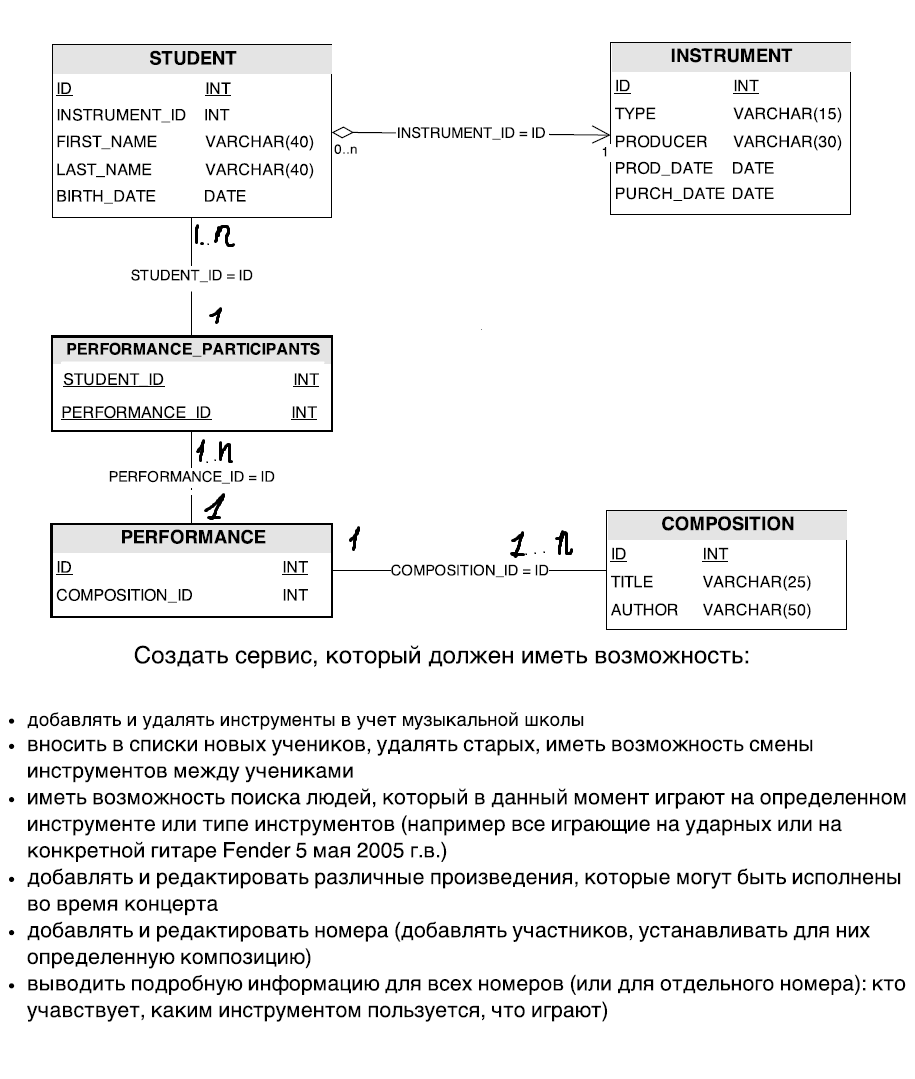 STUDENT
ID INT
INSTRUMENT_ID INT
FIRST_NAME VARCHAR(40)
LAST_NAME VARCHAR(40)
BIRTH_DATE DATE
0..n
INSTRUMENT_ID = ID
1
INSTRUMENT
ID INT
TYPE VARCHAR(15)
PRODUCER VARCHAR(30)
PROD_DATE DATE
PURCH_DATE DATE
1..n
STUDENT_ID = ID
1
PERFORMANCE_PARTICIPANTS
STUDENT_ID INT
PERFORMANCE_ID INT
1..n
PERFORMANCE_ID = ID
1
PERFORMANCE
ID INT
COMPOSITION_ID INT
1
1...n
COMPOSITION_ID = ID
COMPOSITION
ID INT
TITLE VARCHAR(25)
AUTHOR VARCHAR(50)
Создать сервис, который должен иметь возможность:
• добавлять и удалять инструменты в учет музыкальной школы
• вносить в списки новых учеников, удалять старых, иметь возможность смены
инструментов между учениками
• иметь возможность поиска людей, который в данный момент играют на определенном
инструменте или типе инструментов (например все играющие на ударных или на
конкретной гитаре Fender 5 мая 2005 г.в.)
• добавлять и редактировать различные произведения, которые могут быть исполнены
во время концерта
• добавлять и редактировать номера (добавлять участников, устанавливать для них
определенную композицию)
• выводить подробную информацию для всех номеров (или для отдельного номера): кто
учавствует, каким инструментом пользуется, что играют)